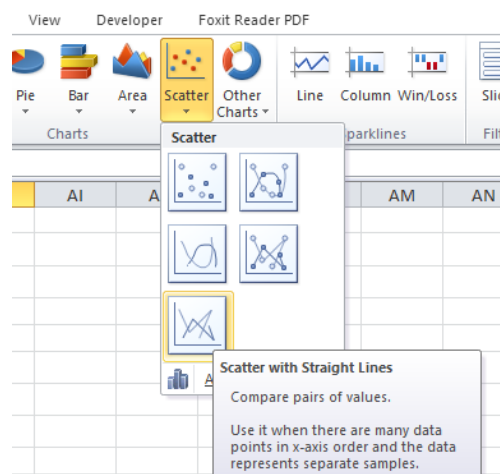 View Developer Foxit Reader PDF
Pie Bar Area Scatter Other Charts Line Column Win/Loss
Charts
Scatter
AI
AM AN
Scatter with Straight Lines
Compare pairs of values.
Use it when there are many data
points in x-axis order and the data
represents separate samples.